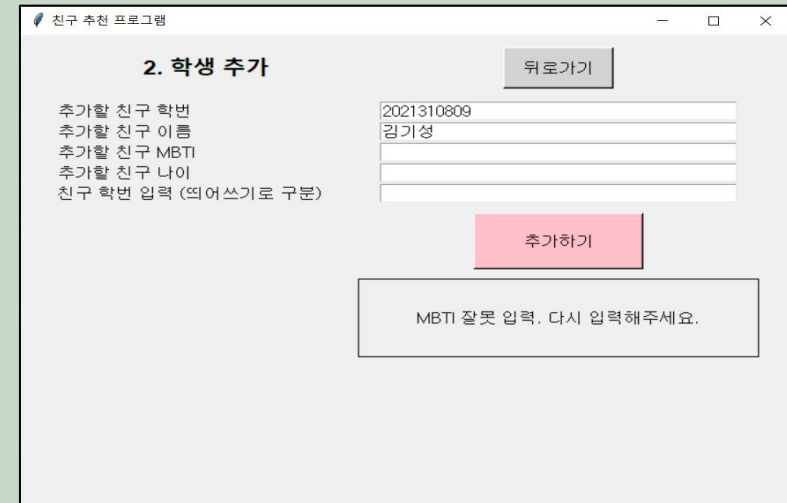 친구 추천 프로그램
2. 학생 추가
뒤로가기
추가할 친구 학번
2021310809
추가할 친구 이름
김기성
추가할 친구 MBTI
추가할 친구 나이
친구 학번 입력 (띄어쓰기로 구분)
추가하기
MBTI 잘못 입력. 다시 입력해주세요.